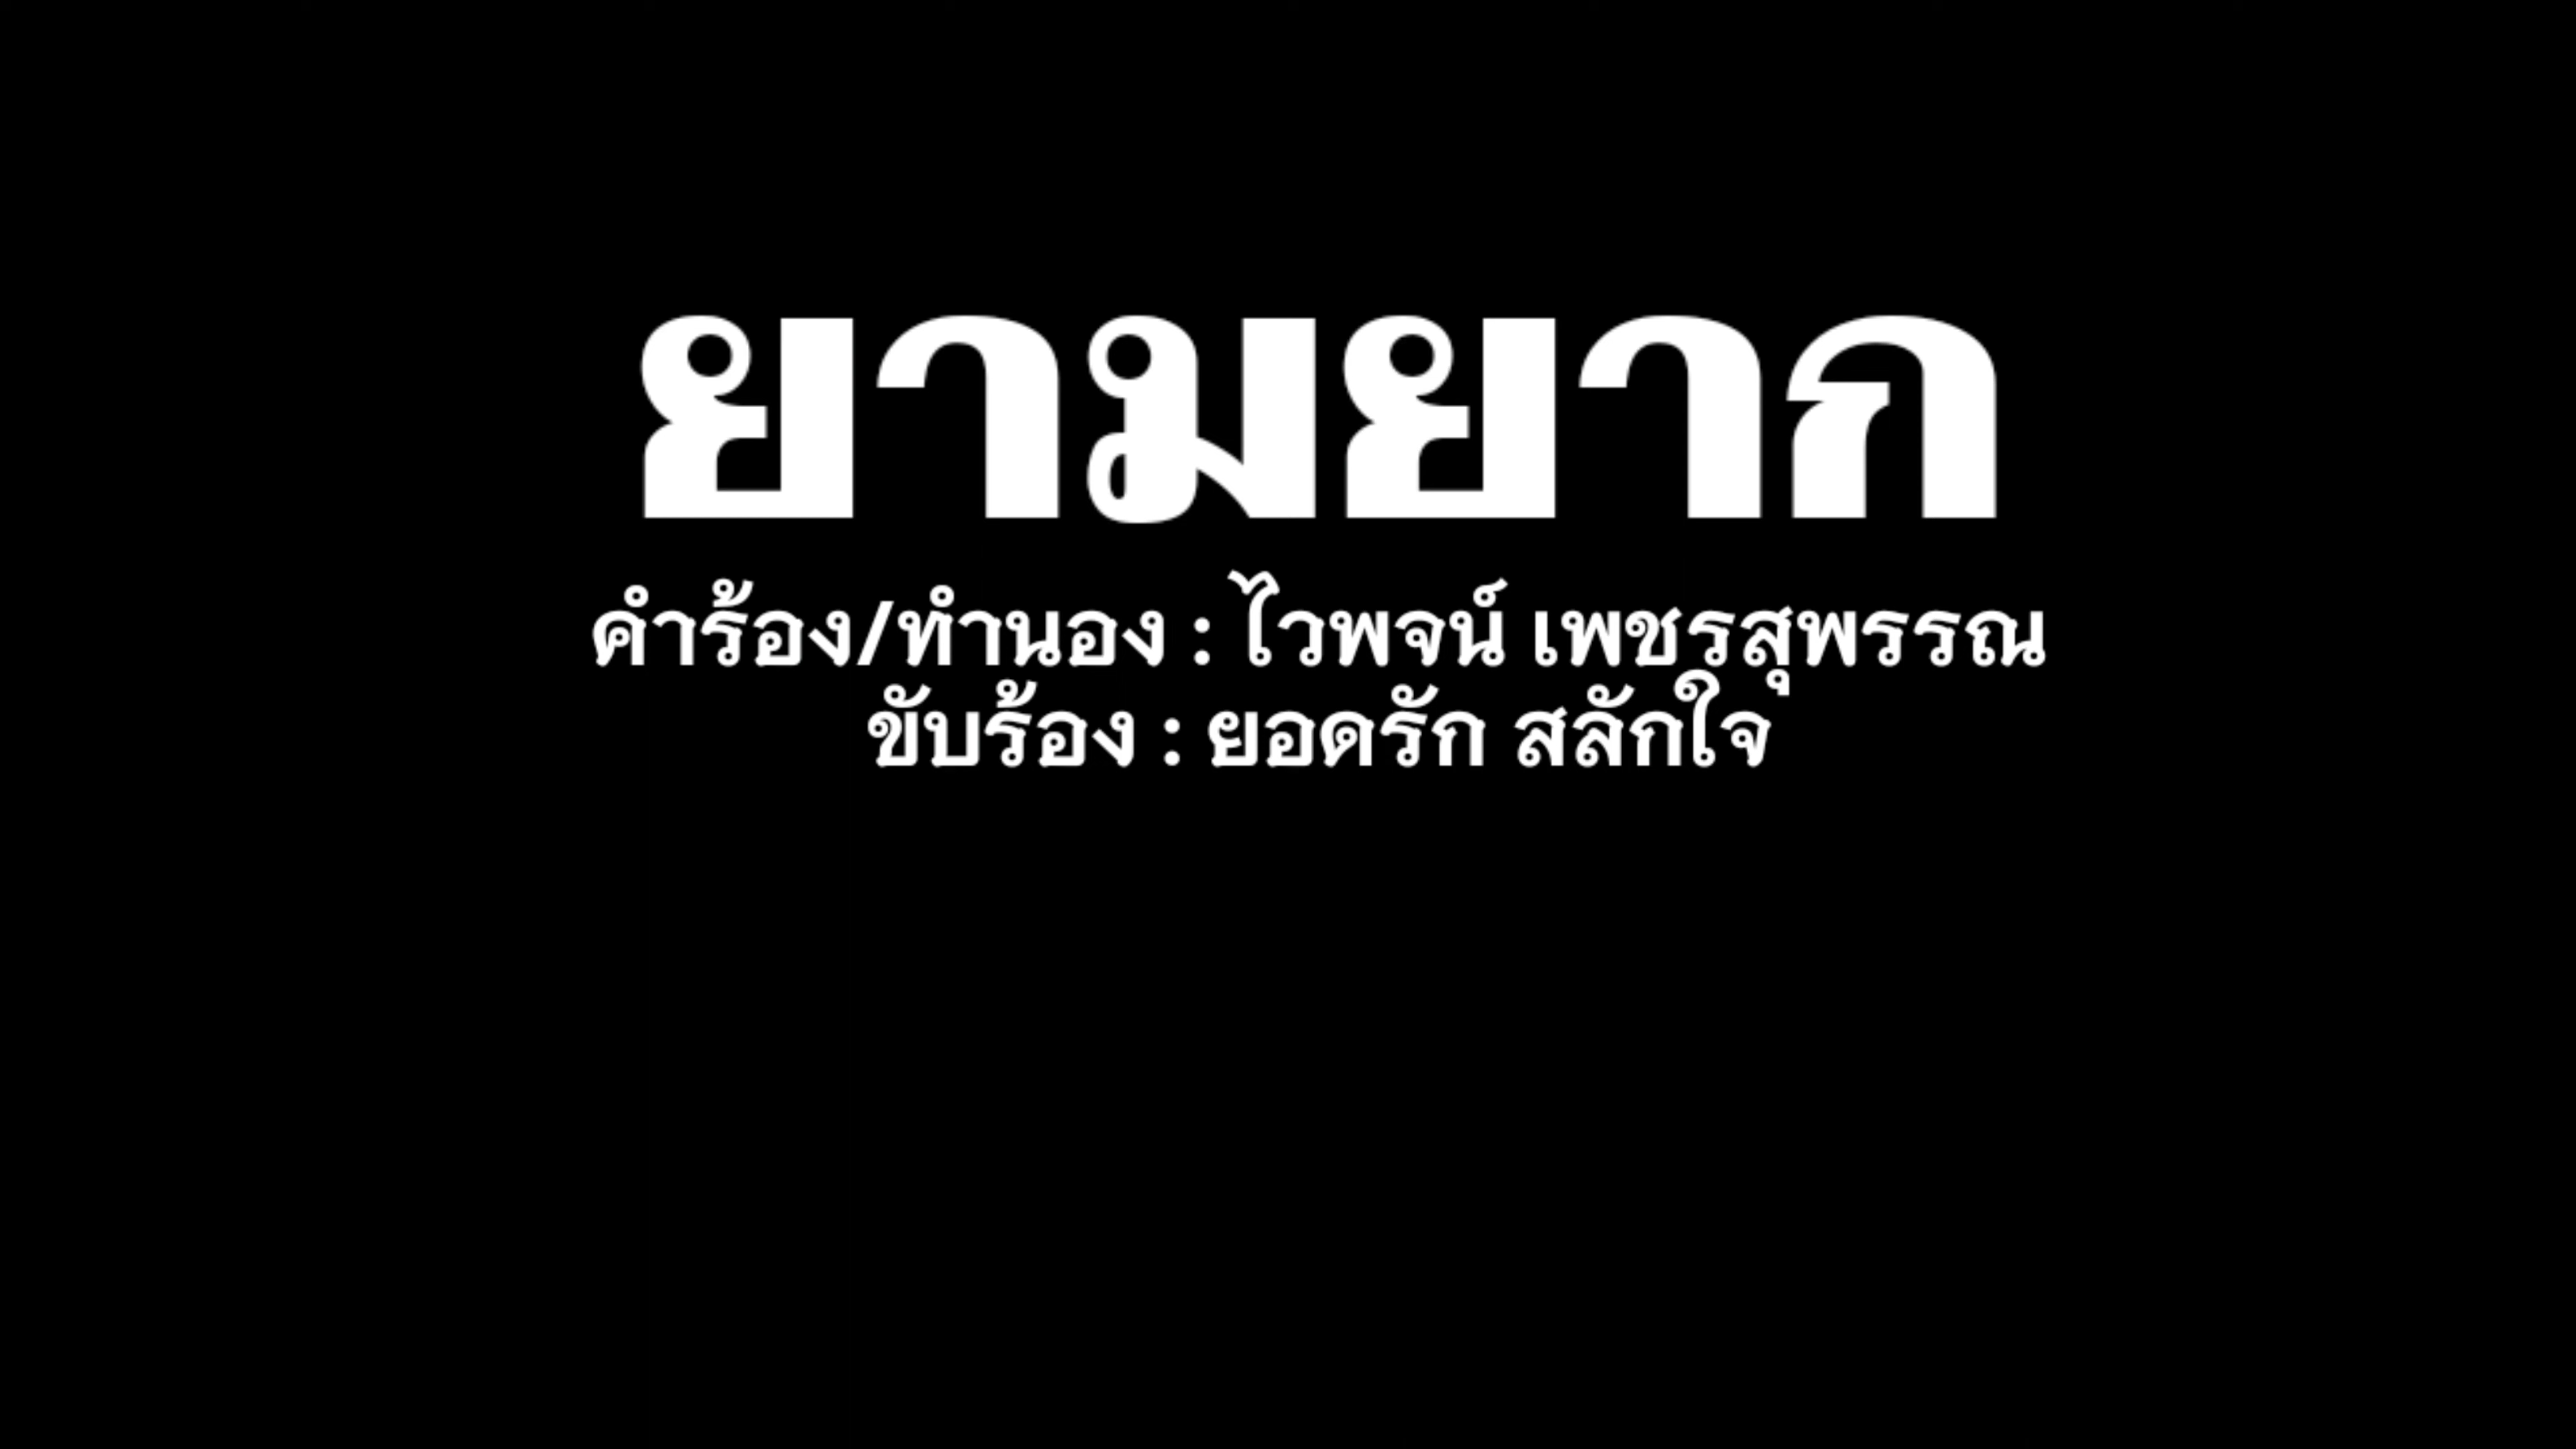 ยามยาก
คำร้อง/ทำนอง : ไวพจน์ เพชรสุพรรณ
ขับร้อง : ยอดรัก สลักใจ